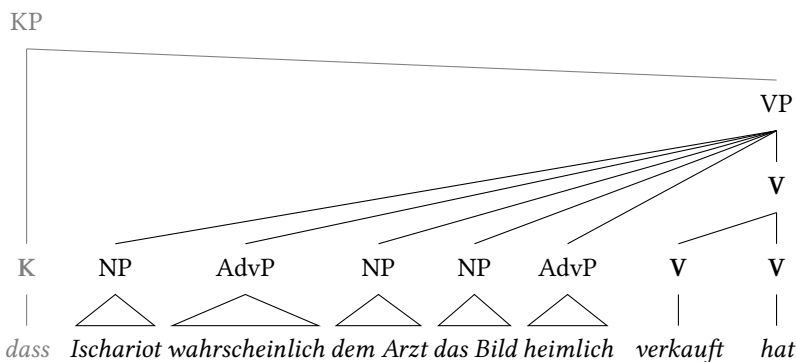 KP
VP
V
K NP AdvP NP NP AdvP V V
dass Ischariot wahrscheinlich dem Arzt das Bild heimlich verkauft hat